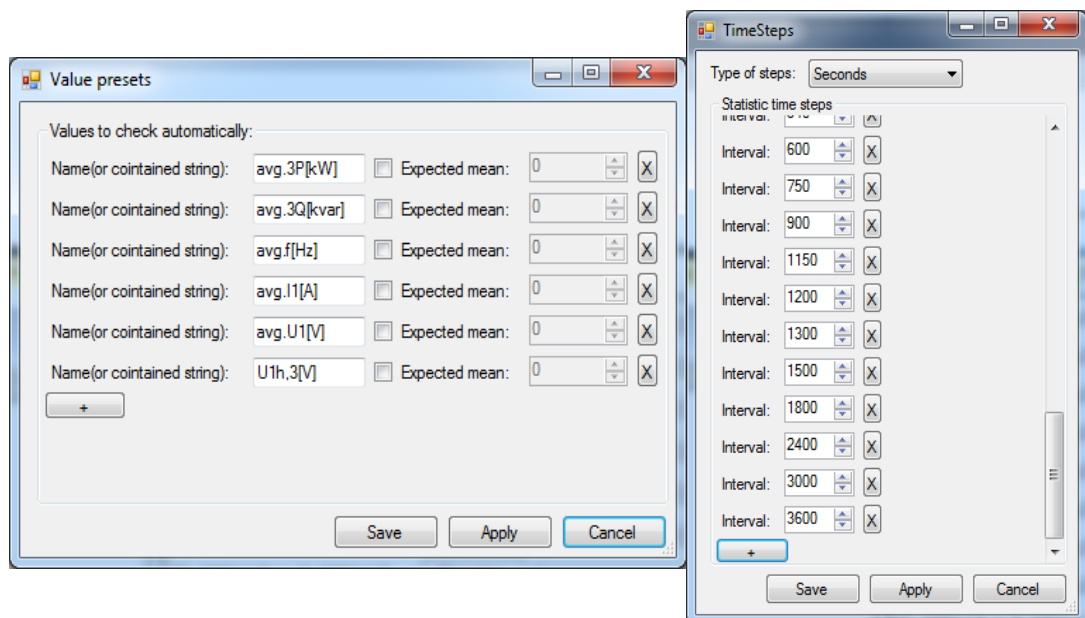 Value presets
Values to check automatically:
Name(or cointained string): avg.3P[kW] Expected mean: 0 X
Name(or cointained string): avg.3Q[kvar] Expected mean: 0 X
Name(or cointained string): avg.f[Hz] Expected mean: 0 X
Name(or cointained string): avg.I1[A] Expected mean: 0 X
Name(or cointained string): avg.U1[V] Expected mean: 0 X
Name(or cointained string): U1h,3[V] Expected mean: 0 X
+
Save Apply Cancel
TimeSteps
Type of steps: Seconds
Statistic time steps
Interval: X
Interval: 600 X
Interval: 750 X
Interval: 900 X
Interval: 1150 X
Interval: 1200 X
Interval: 1300 X
Interval: 1500 X
Interval: 1800 X
Interval: 2400 X
Interval: 3000 X
Interval: 3600 X
+
Save Apply Cancel